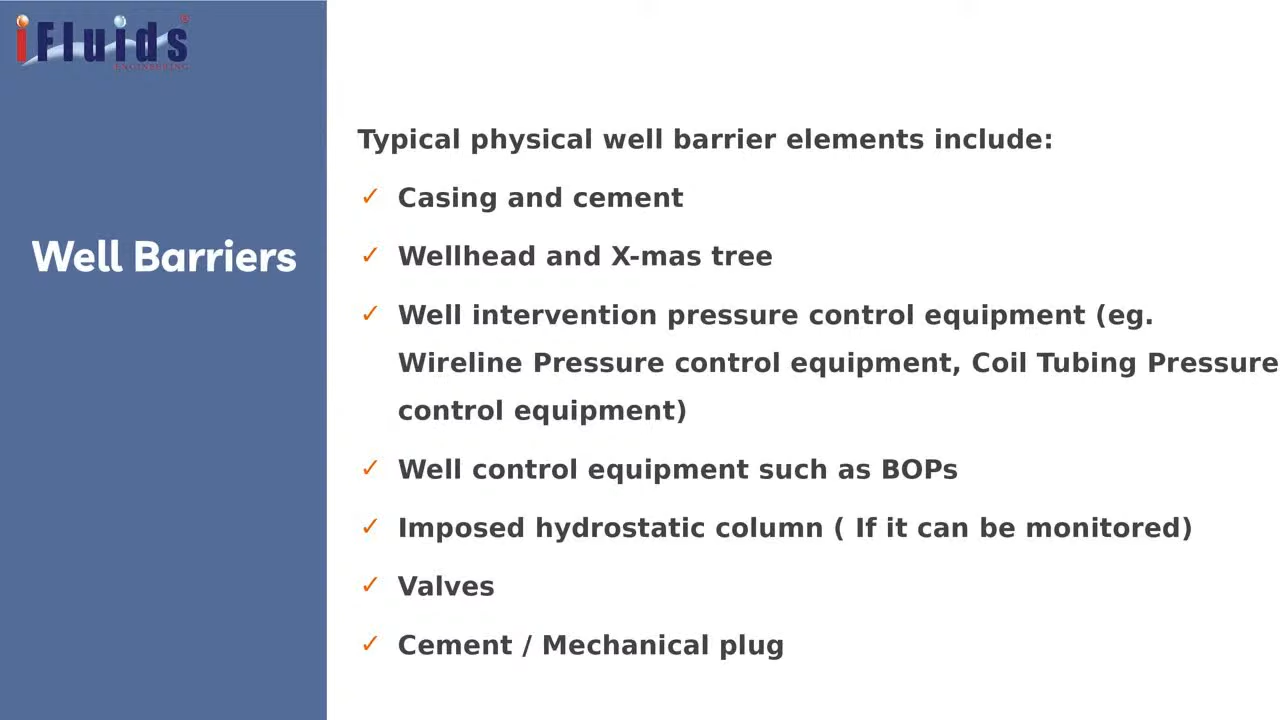 iFluids
ENGINEERING
Well Barriers
Typical physical well barrier elements include:
✓ Casing and cement
✓ Wellhead and X-mas tree
✓ Well intervention pressure control equipment (eg.
Wireline Pressure control equipment, Coil Tubing Pressure
control equipment)
✓ Well control equipment such as BOPs
✓ Imposed hydrostatic column ( If it can be monitored)
✓ Valves
✓ Cement / Mechanical plug